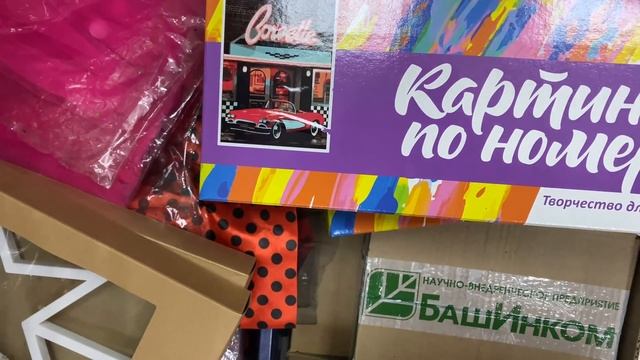 Corvette
Картин
по номер
Творчество дл
НАУЧНО-ВНЕДРЕНЧЕСКОЕ ПРЕДПРИЯТИЕ
БашИнком